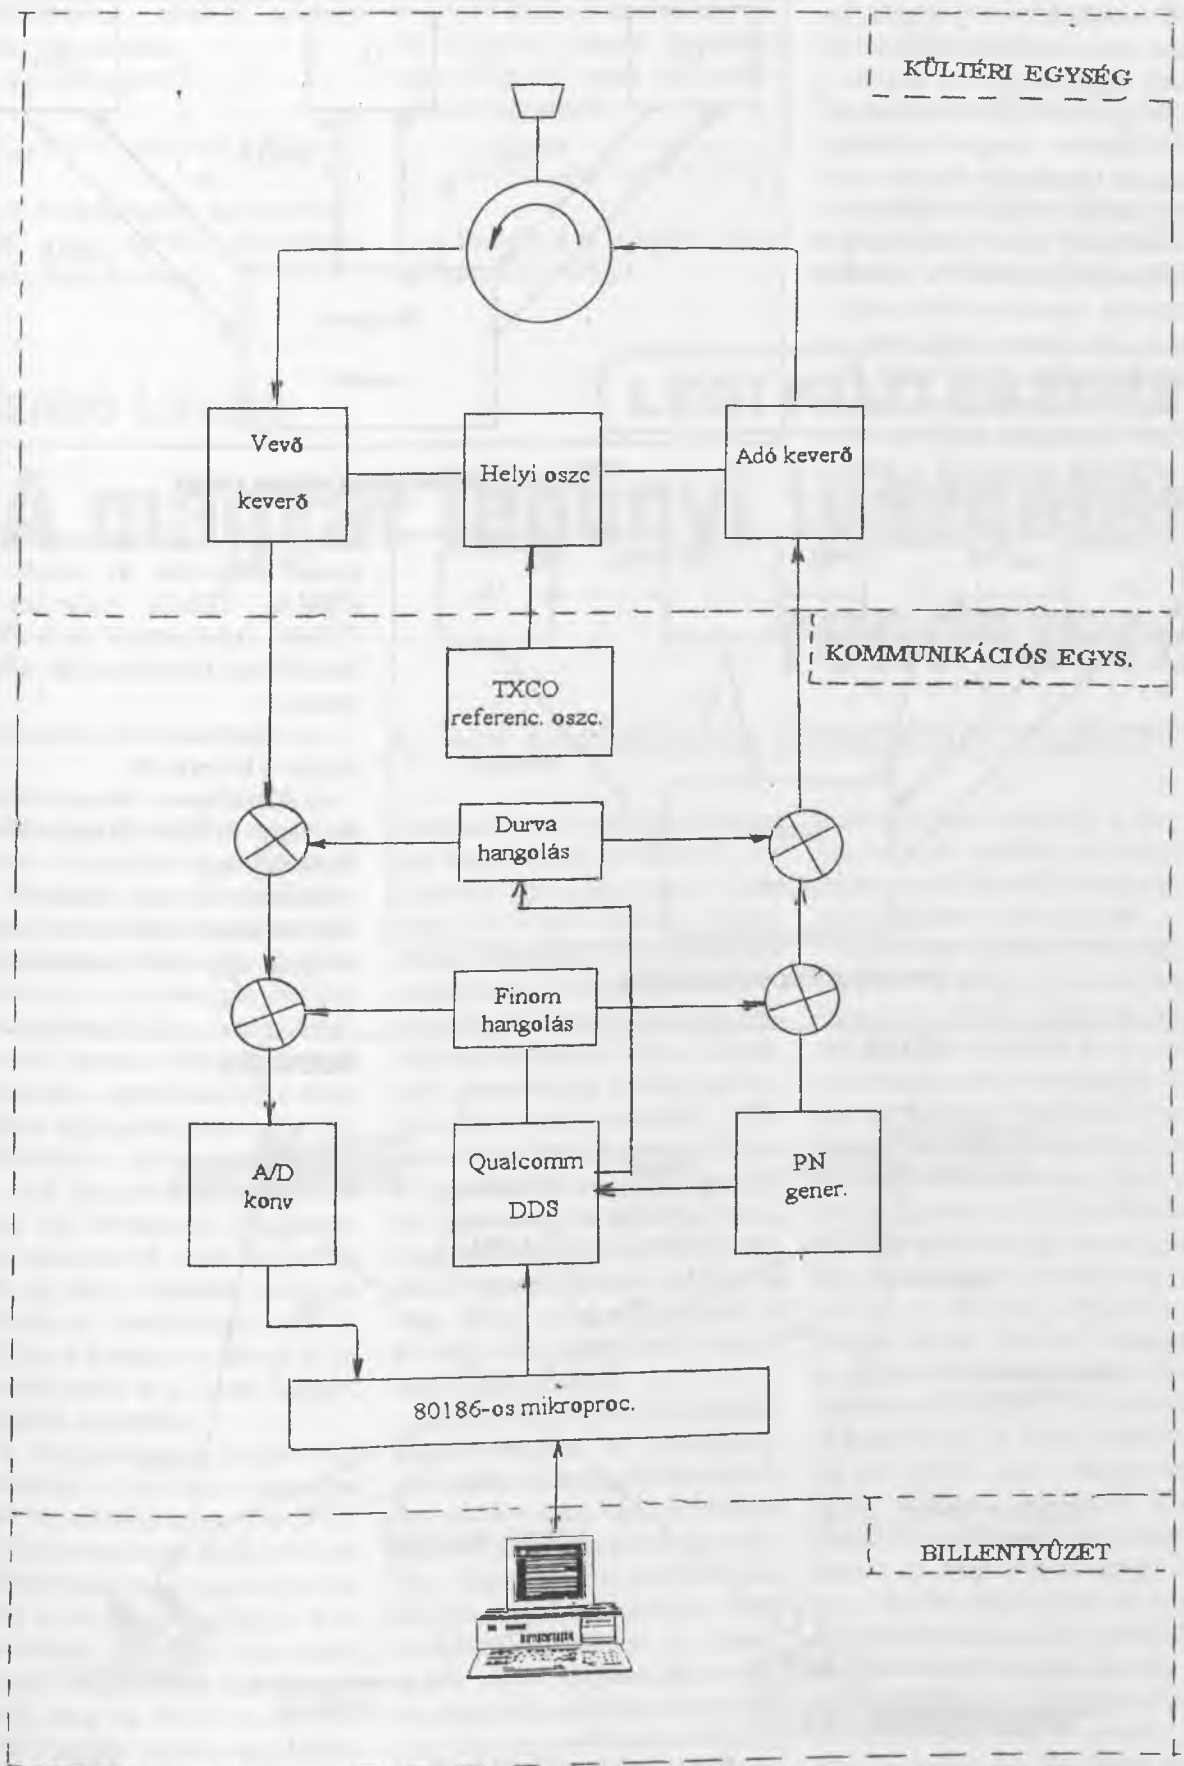 KÜLTÉRI EGYSÉG
Vevő
keverő
Helyi oszc
Adó keverő
KOMMUNIKÁCIÓS EGYS.
TXCO
referenc. oszc.
Durva
hangolás
Finom
hangolás
A/D
konv
Qualcomm
DDS
PN
gener.
80186-os mikroproc.
BILLENTYŰZET